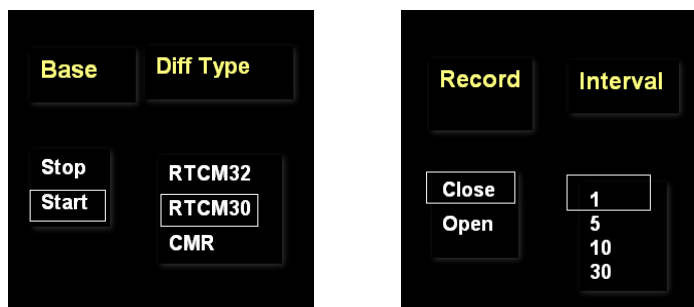 Base
Diff Type
Stop
Start
RTCM32
RTCM30
CMR
Record
Interval
Close
Open
1
5
10
30